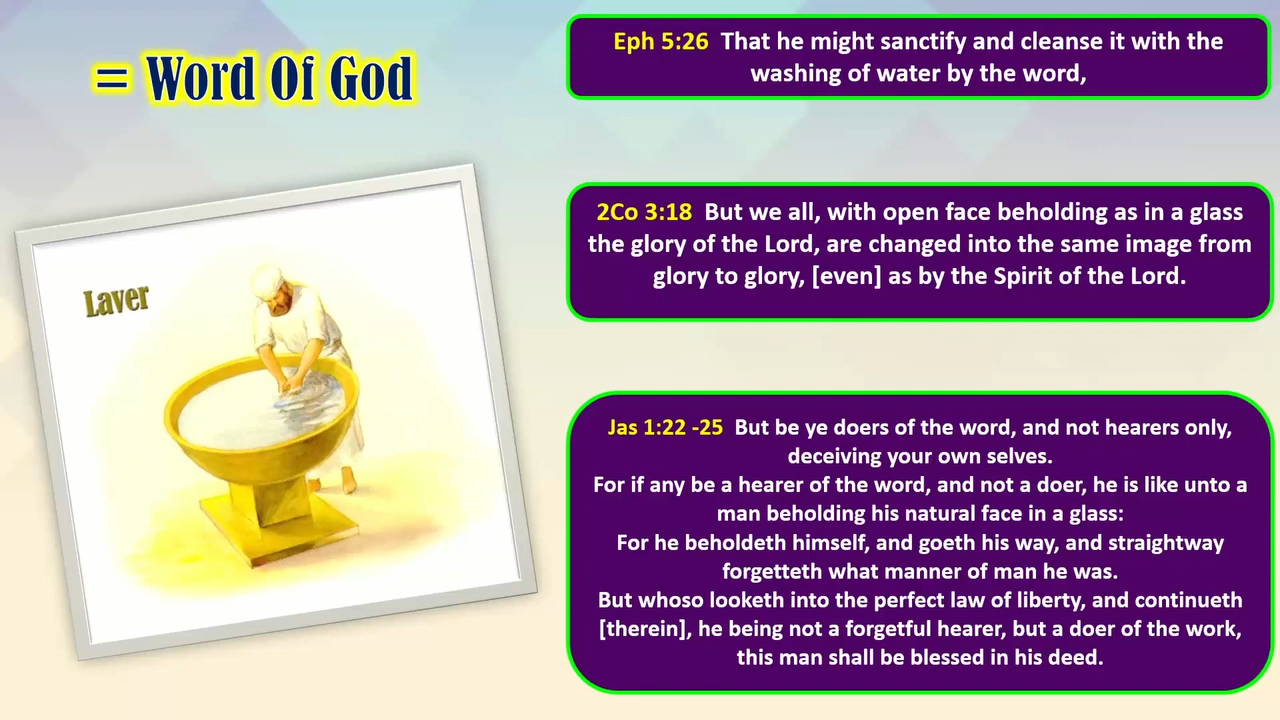 = Word Of God
Laver
Eph 5:26 That he might sanctify and cleanse it with the
washing of water by the word,
2Co 3:18 But we all, with open face beholding as in a glass
the glory of the Lord, are changed into the same image from
glory to glory, [even] as by the Spirit of the Lord.
Jas 1:22 -25 But be ye doers of the word, and not hearers only,
deceiving your own selves.
For if any be a hearer of the word, and not a doer, he is like unto a
man beholding his natural face in a glass:
For he beholdeth himself, and goeth his way, and straightway
forgetteth what manner of man he was.
But whoso looketh into the perfect law of liberty, and continueth
[therein], he being not a forgetful hearer, but a doer of the work,
this man shall be blessed in his deed.